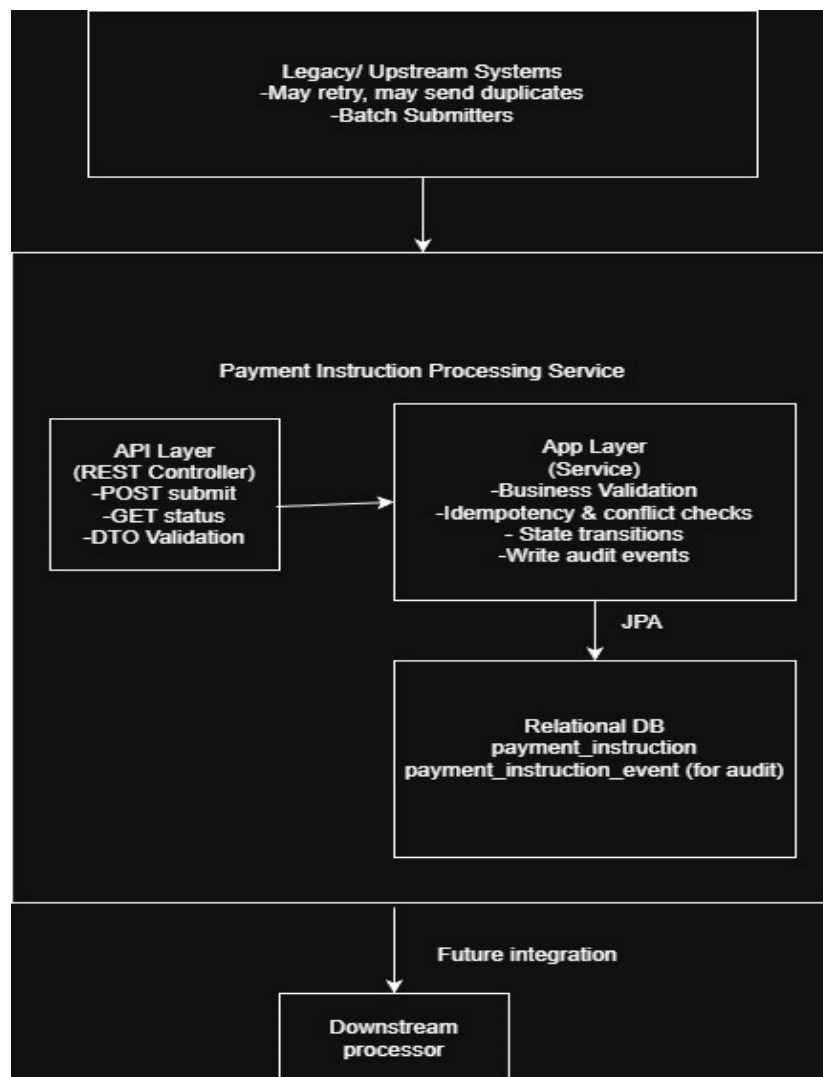 Legacy/ Upstream Systems
-May retry, may send duplicates
-Batch Submitters
Payment Instruction Processing Service
API Layer
(REST Controller)
-POST submit
-GET status
-DTO Validation
App Layer
(Service)
-Business Validation
-Idempotency & conflict checks
- State transitions
-Write audit events
JPA
Relational DB
payment_instruction
payment_instruction_event (for audit)
Future integration
Downstream
processor